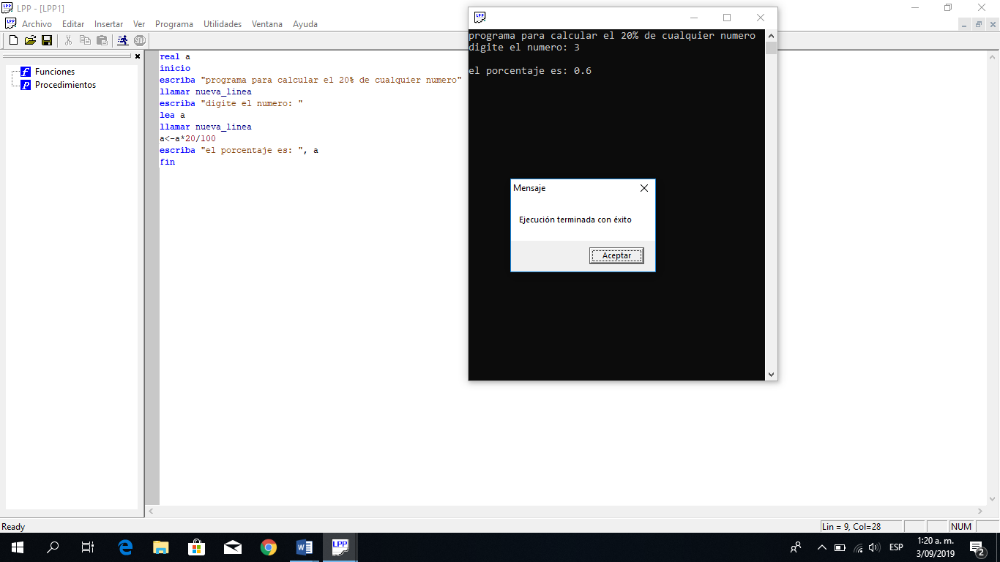 LPP - [LPP1]
Archivo Editar Insertar Ver Programa Utilidades Ventana Ayuda
Funciones
Procedimientos
real a
inicio
escriba "programa para calcular el 20% de cualquier numero"
llamar nueva_linea
escriba "digite el numero: "
lea a
llamar nueva_linea
a<-a*20/100
escriba "el porcentaje es: ", a
fin
programa para calcular el 20% de cualquier numero
digite el numero: 3
el porcentaje es: 0.6
Mensaje
Ejecución terminada con éxito
Aceptar
Ready
Lin = 9, Col=28
NUM
LPP
ESP
1:20 a. m.
3/09/2019
2